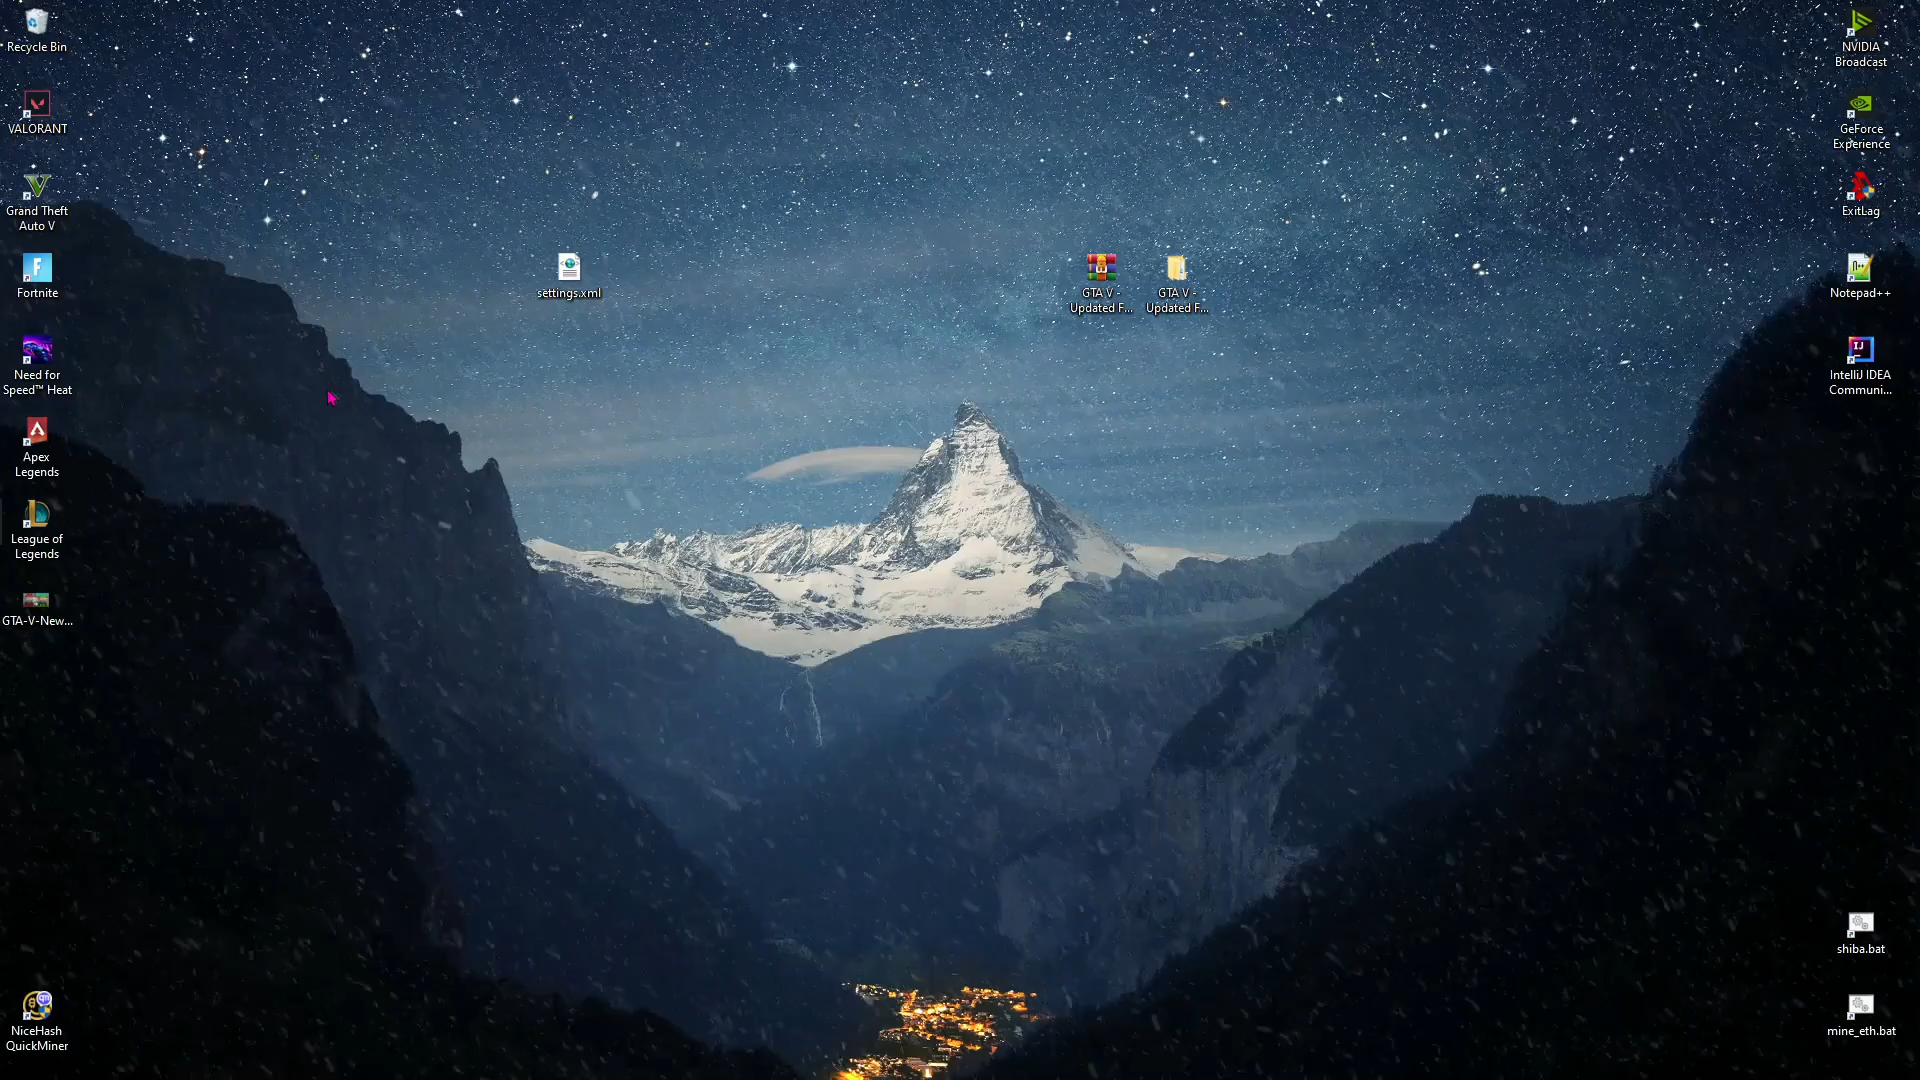 Recycle Bin
VALORANT
Grand Theft
Auto V
Fortnite
Need for
Speed™ Heat
Apex
Legends
League of
Legends
GTA-V-New...
NiceHash
QuickMiner
settings.xml
GTA V -
Updated F...
GTA V -
Updated F...
NVIDIA
Broadcast
GeForce
Experience
ExitLag
Notepad++
IntelliJ IDEA
Communi...
shiba.bat
mine_eth.bat